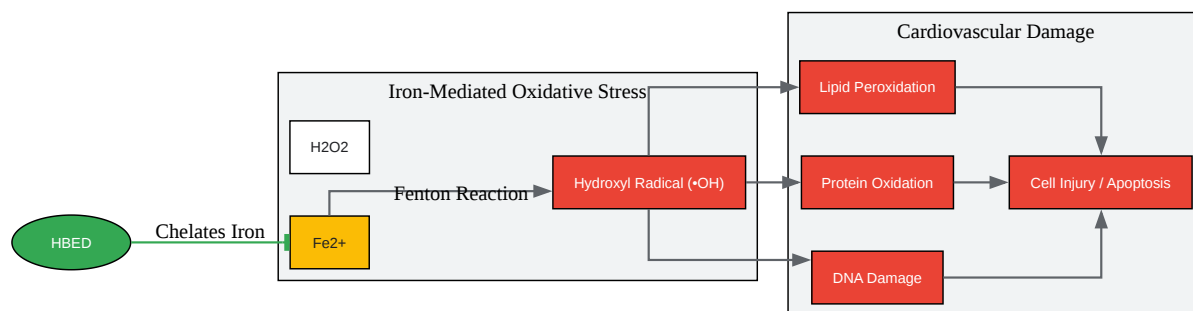 Cardiovascular Damage
Iron-Mediated Oxidative Stress
Lipid Peroxidation
H2O2
Hydroxyl Radical (•OH)
Protein Oxidation
Cell Injury / Apoptosis
Fenton Reaction
HBED
Chelates Iron
Fe2+
DNA Damage